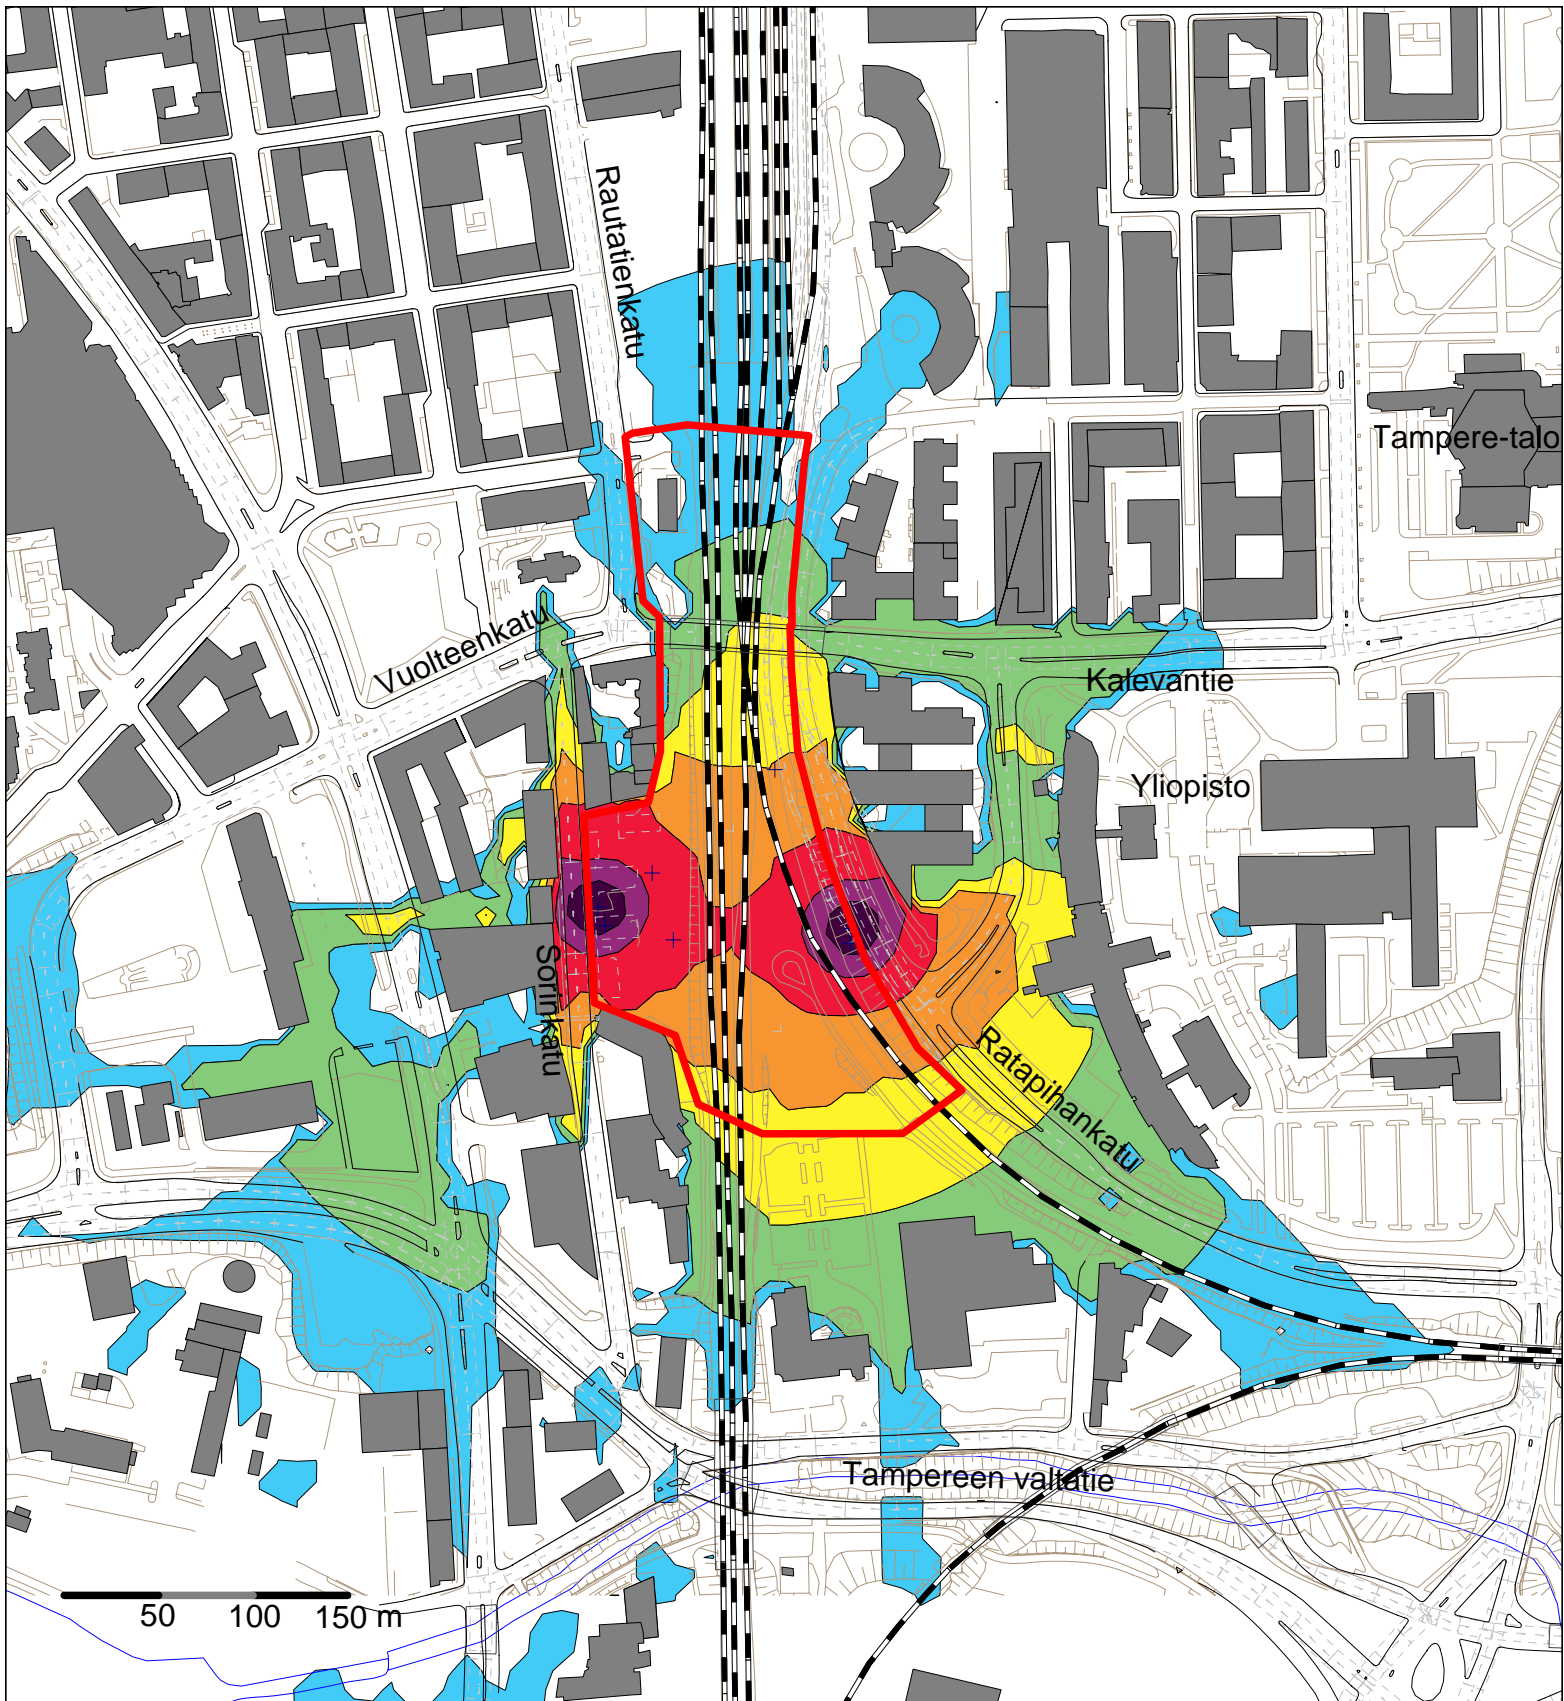 Rautatienkatu
Tampere-talo
Vuolteenkatu
Kalevantie
Yliopisto
Sorinkatu
Ratapihankatu
Tampereen valtatie
50 100 150 m